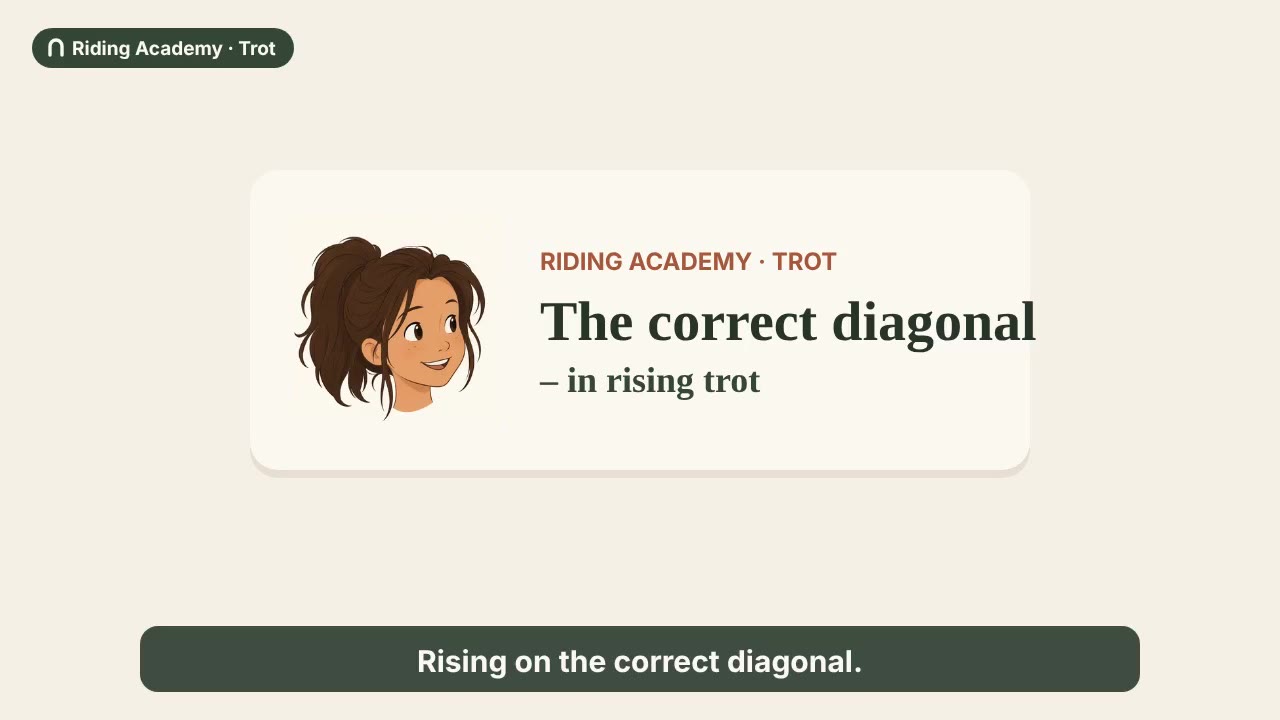 Riding Academy · Trot
RIDING ACADEMY · TROT
The correct diagonal
– in rising trot
Rising on the correct diagonal.